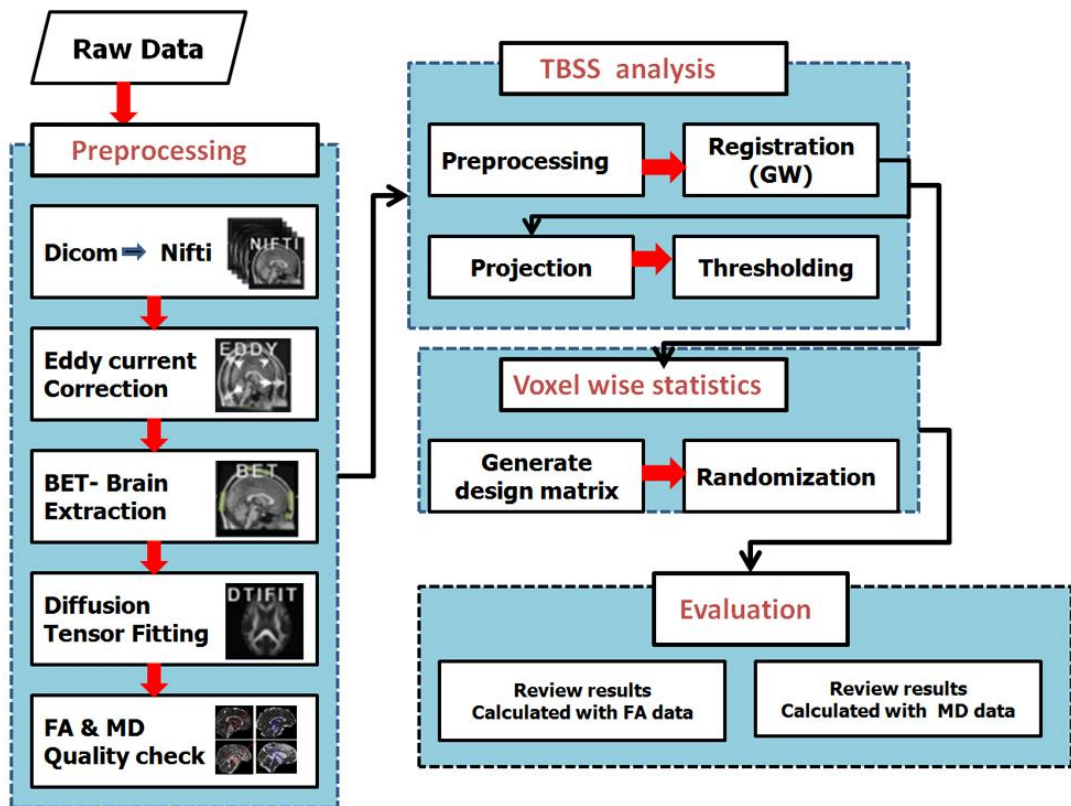 Raw Data
Preprocessing
Dicom Nifti
NIFTI
Eddy current
Correction
EDDY
BET- Brain
Extraction
BET
Diffusion
Tensor Fitting
DTIFIT
FA & MD
Quality check
TBSS analysis
Preprocessing
Registration
(GW)
Projection
Thresholding
Voxel wise statistics
Generate
design matrix
Randomization
Evaluation
Review results
Calculated with FA data
Review results
Calculated with MD data